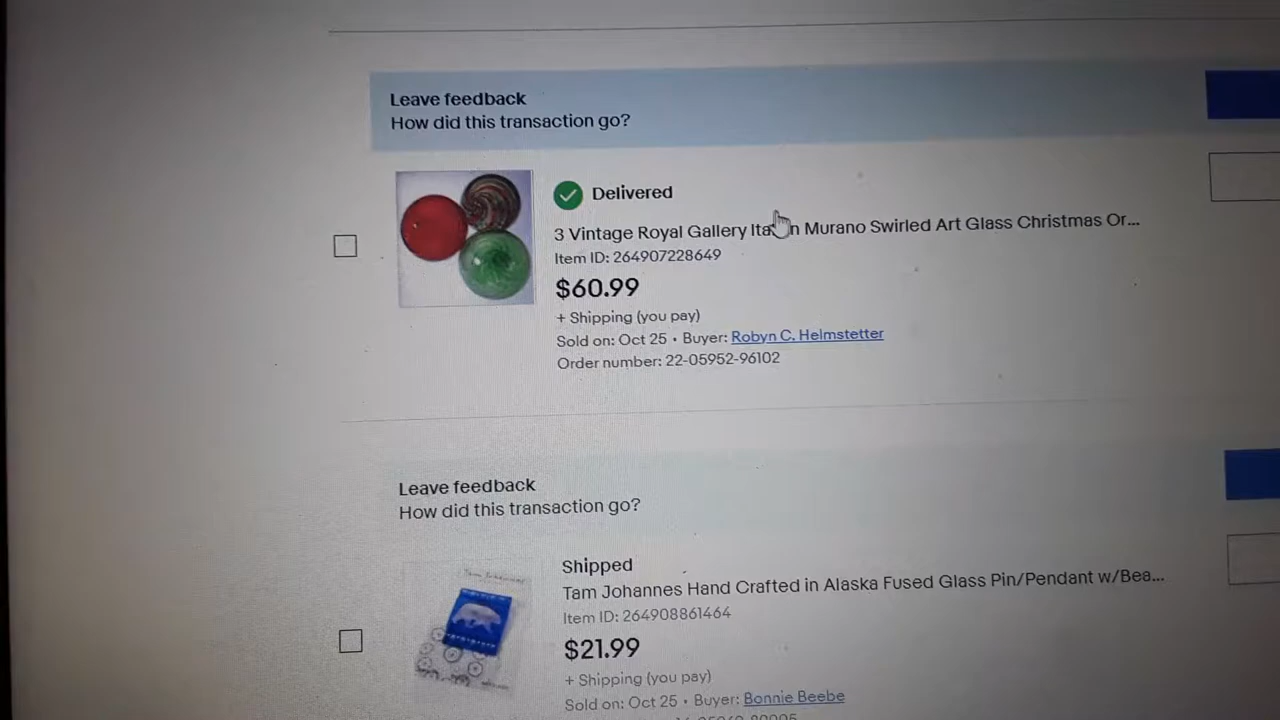 Leave feedback
How did this transaction go?
Delivered
3 Vintage Royal Gallery Ita n Murano Swirled Art Glass Christmas Or...
Item ID: 264907228649
$60.99
+ Shipping (you pay)
Sold on: Oct 25 • Buyer: Robyn C. Helmstetter
Order number: 22-05952-96102
Leave feedback
How did this transaction go?
Shipped
Tam Johannes Hand Crafted in Alaska Fused Glass Pin/Pendant w/Bea...
Item ID: 264908861464
$21.99
+ Shipping (you pay)
Sold on: Oct 25 • Buyer: Bonnie Beebe